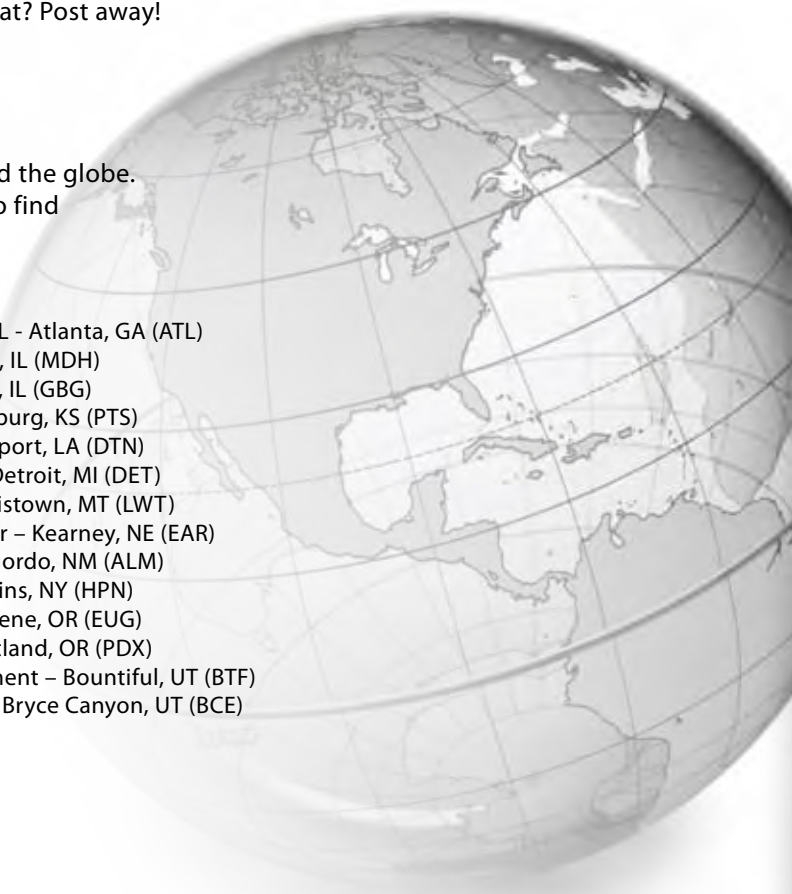 at? Post away!
d the globe.
o find
L - Atlanta, GA (ATL)
, IL (MDH)
, IL (GBG)
burg, KS (PTS)
port, LA (DTN)
Detroit, MI (DET)
istown, MT (LWT)
r – Kearney, NE (EAR)
ordo, NM (ALM)
ins, NY (HPN)
ene, OR (EUG)
tland, OR (PDX)
ent – Bountiful, UT (BTF)
Bryce Canyon, UT (BCE)